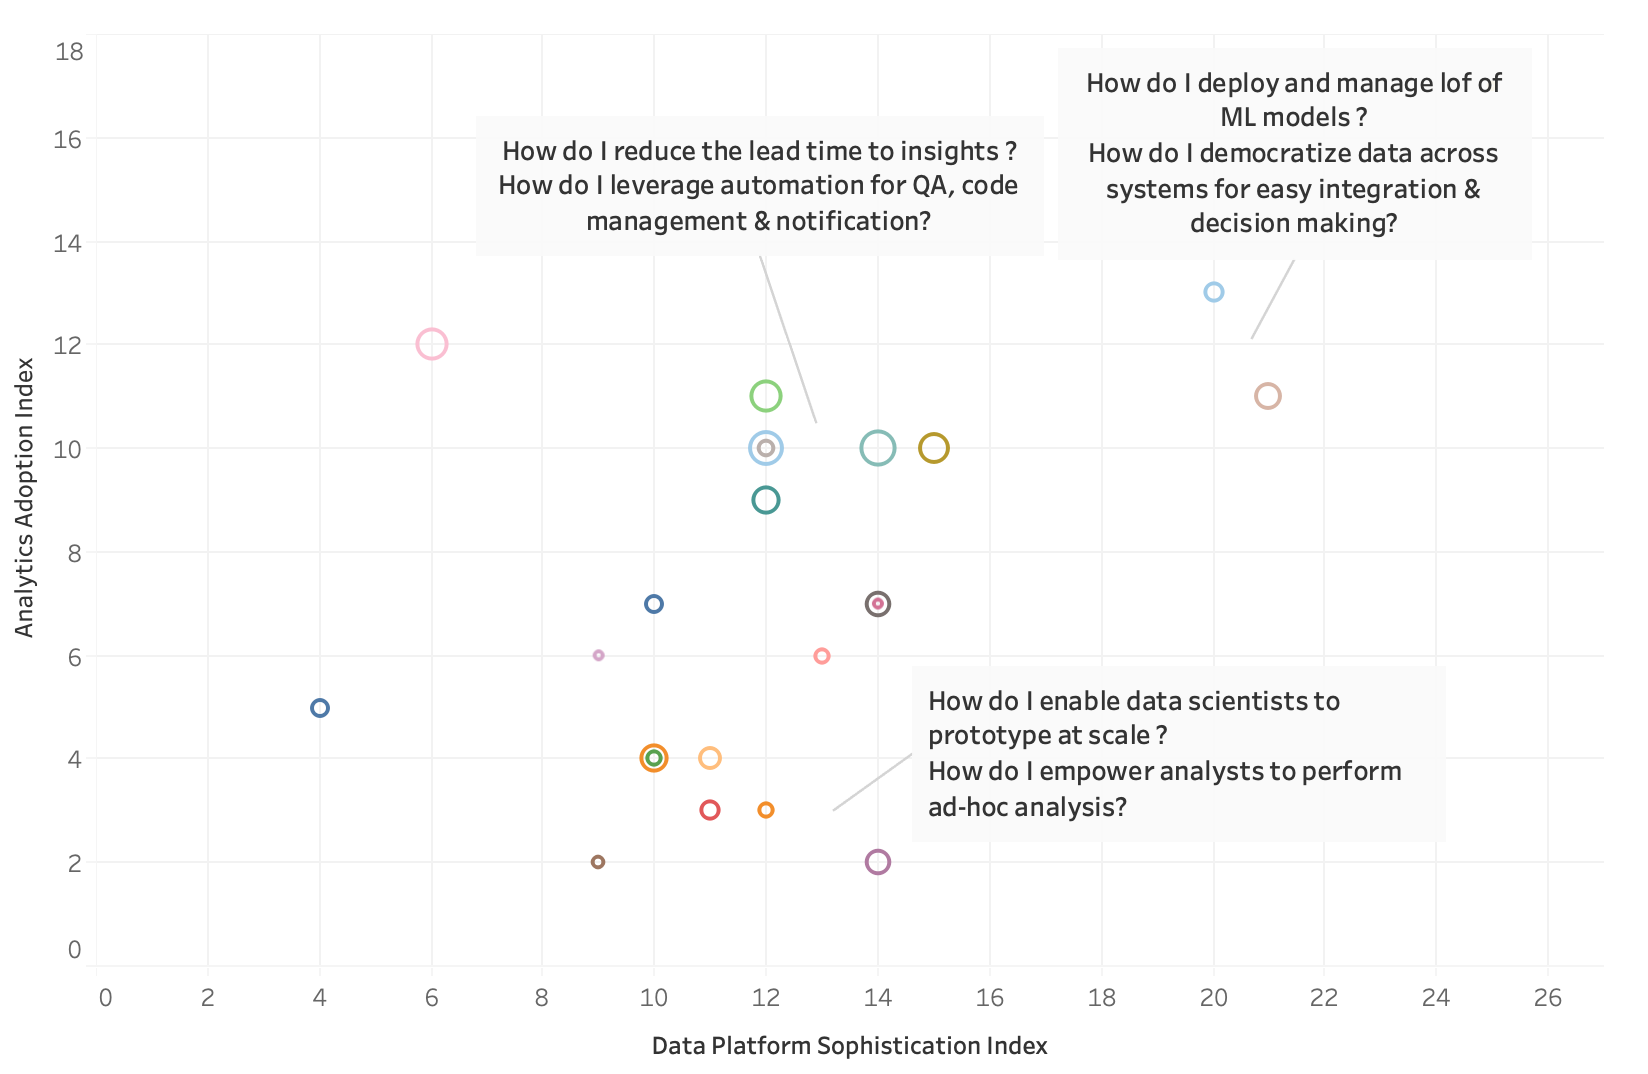 18
How do I deploy and manage lof of
ML models ?
How do I democratize data across
systems for easy integration &
decision making?
16
How do I reduce the lead time to insights ?
How do I leverage automation for QA, code
management & notification?
14
12
10
8
6
How do I enable data scientists to
prototype at scale ?
How do I empower analysts to perform
ad-hoc analysis?
4
2
0
Analytics Adoption Index
0 2 4 6 8 10 12 14 16 18 20 22 24 26
Data Platform Sophistication Index